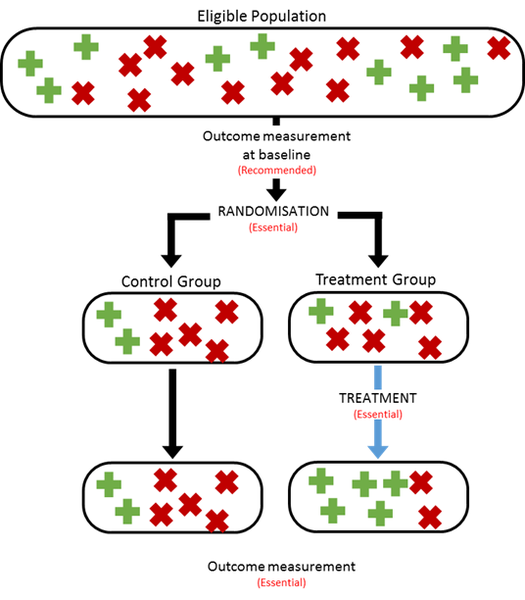 Eligible Population
Outcome measurement
at baseline
(Recommended)
RANDOMISATION
(Essential)
Control Group
Treatment Group
TREATMENT
(Essential)
Outcome measurement
(Essential)